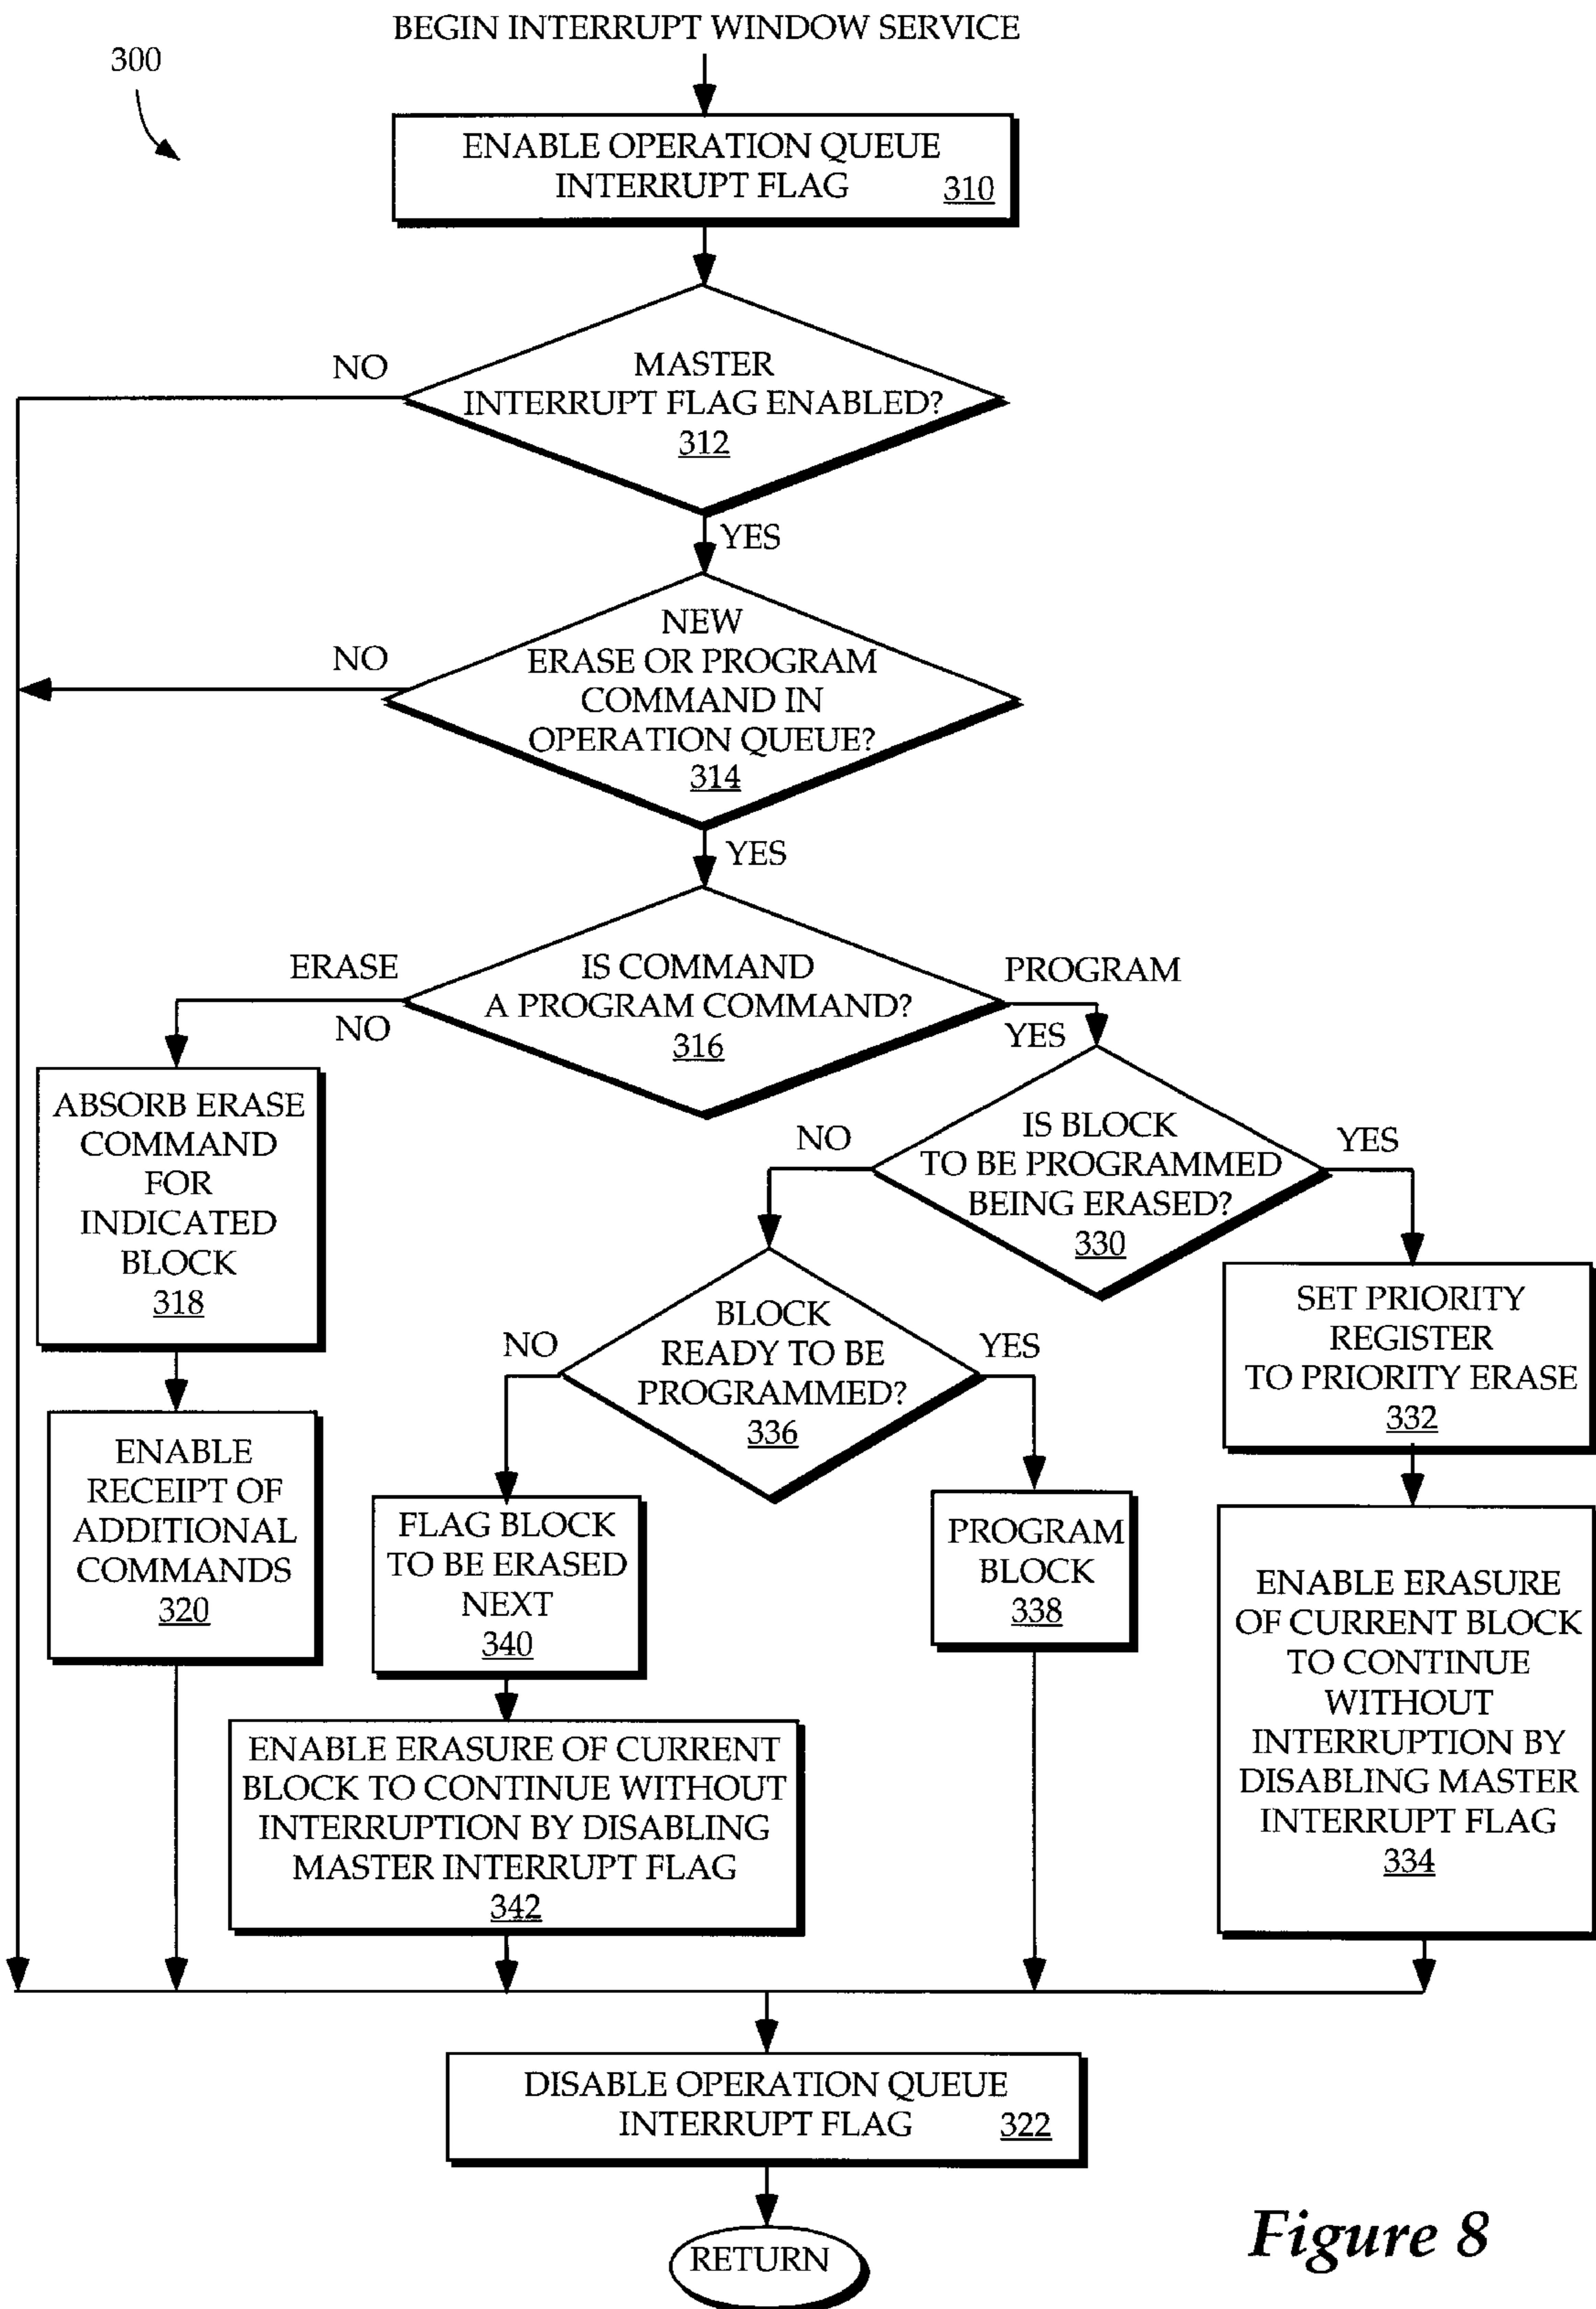 BEGIN INTERRUPT WINDOW SERVICE
300
ENABLE OPERATION QUEUE
INTERRUPT FLAG 310
NO
MASTER
INTERRUPT FLAG ENABLED?
312
YES
NEW
ERASE OR PROGRAM
COMMAND IN
OPERATION QUEUE?
314
NO
YES
IS COMMAND
A PROGRAM COMMAND?
316
ERASE
NO
PROGRAM
YES
ABSORB ERASE
COMMAND
FOR
INDICATED
BLOCK
318
ENABLE
RECEIPT OF
ADDITIONAL
COMMANDS
320
IS BLOCK
TO BE PROGRAMMED
BEING ERASED?
330
NO
YES
BLOCK
READY TO BE
PROGRAMMED?
336
NO
YES
SET PRIORITY
REGISTER
TO PRIORITY ERASE
332
FLAG BLOCK
TO BE ERASED
NEXT
340
PROGRAM
BLOCK
338
ENABLE ERASURE
OF CURRENT BLOCK
TO CONTINUE
WITHOUT
INTERRUPTION BY
DISABLING MASTER
INTERRUPT FLAG
334
ENABLE ERASURE OF CURRENT
BLOCK TO CONTINUE WITHOUT
INTERRUPTION BY DISABLING
MASTER INTERRUPT FLAG
342
DISABLE OPERATION QUEUE
INTERRUPT FLAG 322
RETURN
Figure 8